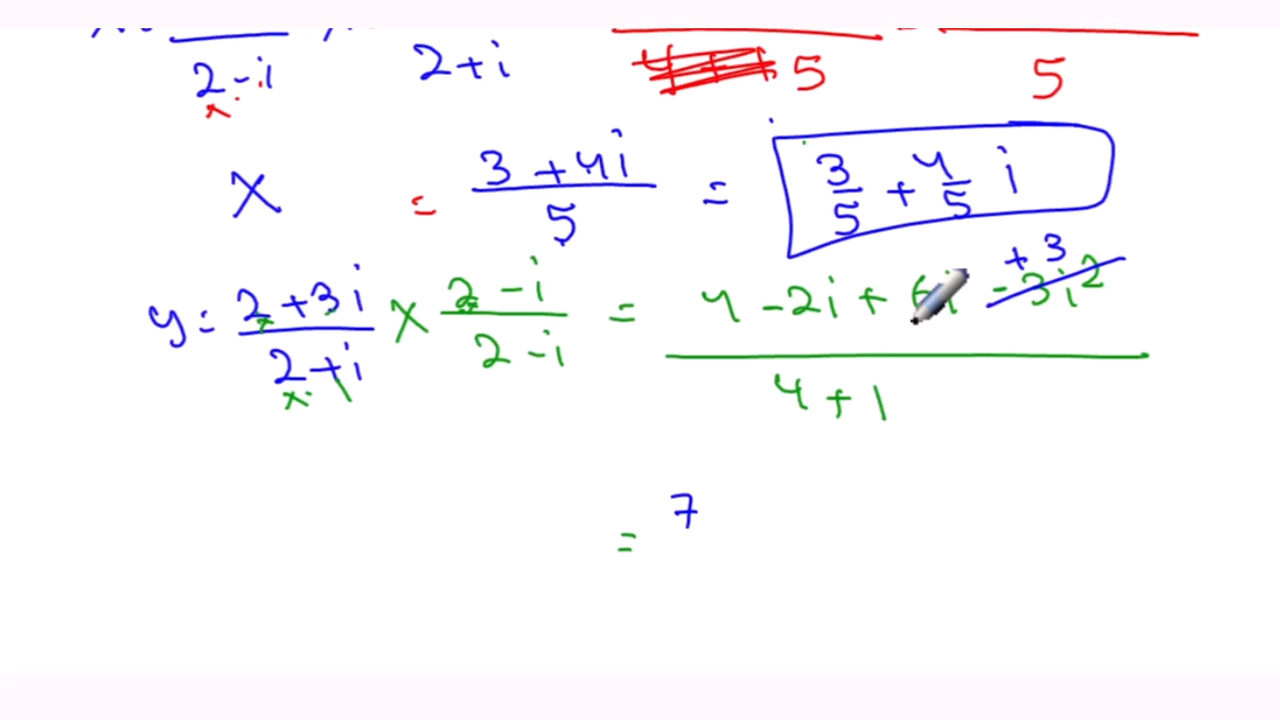 2 - i 2 + i 5 5
x = 3 + 4i / 5 = 3/5 + 4/5 i
y = 2 + 3i / 2 + i × 2 - i / 2 - i = 4 - 2i + 6i - 3i² + 3 / 4 + 1
= 7